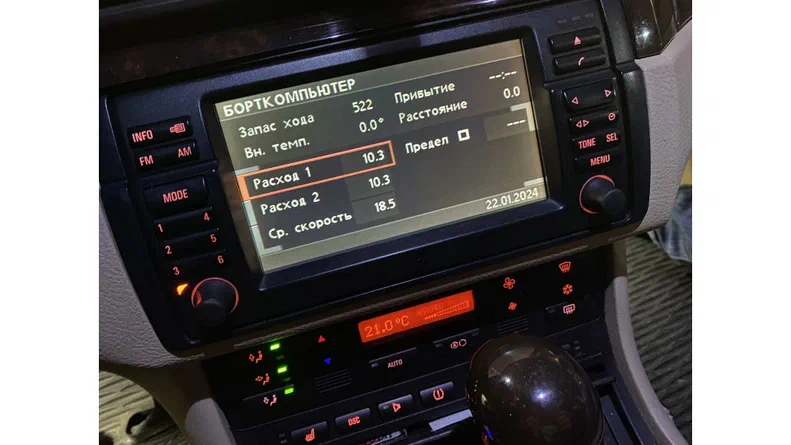 БОРТКОМПЬЮТЕР
Запас хода 522
Вн. темп. 0.0°
Расход 1 10.3
Расход 2 10.3
Ср. скорость 18.5
Прибытие --:--
Расстояние 0.0
Предел ---
22.01.2024
INFO
FM AM
MODE
1 4
2 5
3 6
TONE SEL
MENU
21.0°C
AUTO
DSC